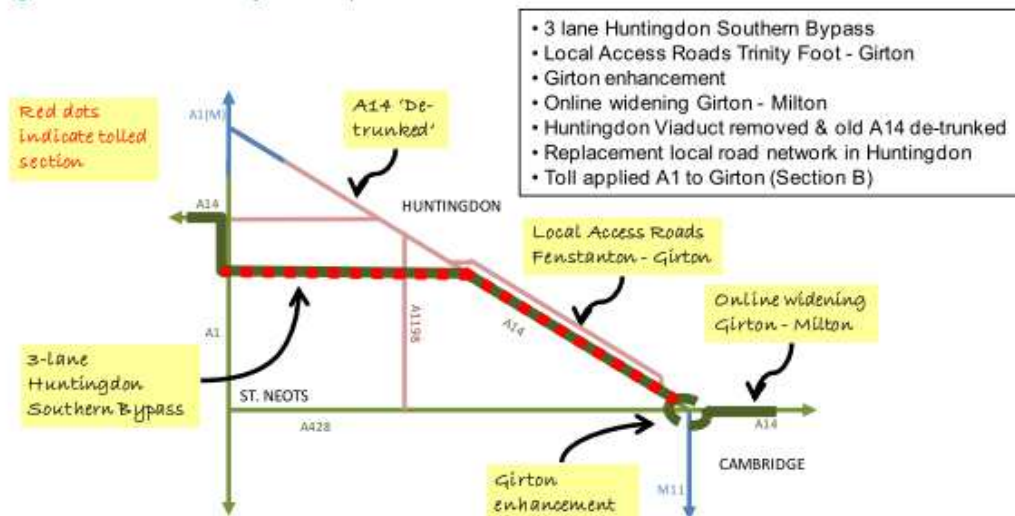 • 3 lane Huntingdon Southern Bypass
• Local Access Roads Trinity Foot - Girton
• Girton enhancement
• Online widening Girton - Milton
• Huntingdon Viaduct removed & old A14 de-trunked
• Replacement local road network in Huntingdon
• Toll applied A1 to Girton (Section B)
Red dots
indicate tolled
section
A1(M)
A14 'De-
trunked'
A14
HUNTINGDON
Local Access Roads
Fenstanton - Girton
Online widening
Girton - Milton
A1
A1198
A14
3-lane
Huntingdon
Southern Bypass
ST. NEOTS
A428
A14
CAMBRIDGE
Girton
enhancement
M11